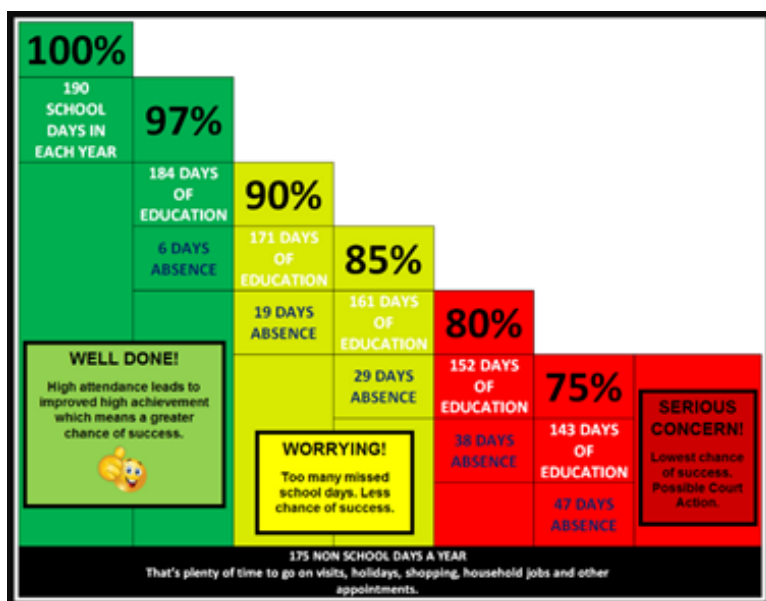 100%
190
SCHOOL
DAYS IN
EACH YEAR
97%
184 DAYS
OF
EDUCATION
6 DAYS
ABSENCE
90%
171 DAYS
OF
EDUCATION
19 DAYS
ABSENCE
85%
161 DAYS
OF
EDUCATION
29 DAYS
ABSENCE
80%
152 DAYS
OF
EDUCATION
38 DAYS
ABSENCE
75%
143 DAYS
OF
EDUCATION
47 DAYS
ABSENCE
WELL DONE!
High attendance leads to
improved high achievement
which means a greater
chance of success.
WORRYING!
Too many missed
school days. Less
chance of success.
SERIOUS
CONCERN!
Lowest chance
of success.
Possible Court
Action.
175 NON SCHOOL DAYS A YEAR
That's plenty of time to go on visits, holidays, shopping, household jobs and other
appointments.